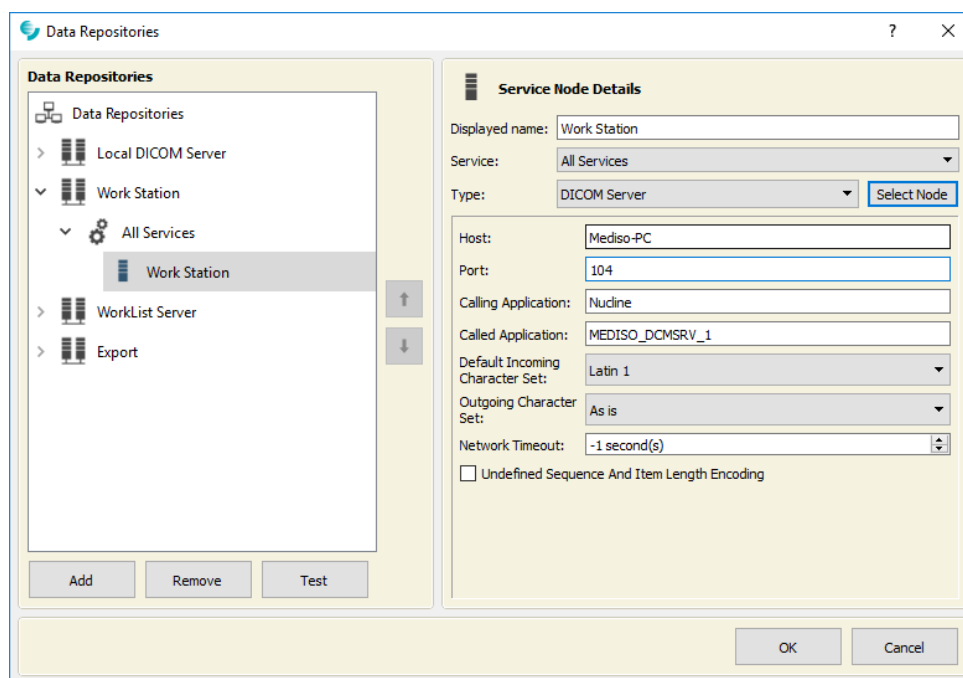 Data Repositories
?
Data Repositories
Data Repositories
Local DICOM Server
Work Station
All Services
Work Station
WorkList Server
Export
Add Remove Test
Service Node Details
Displayed name: Work Station
Service: All Services
Type: DICOM Server Select Node
Host: Mediso-PC
Port: 104
Calling Application: Nucline
Called Application: MEDISO_DCMSRV_1
Default Incoming
Character Set: Latin 1
Outgoing Character
Set: As is
Network Timeout: -1 second(s)
Undefined Sequence And Item Length Encoding
OK Cancel